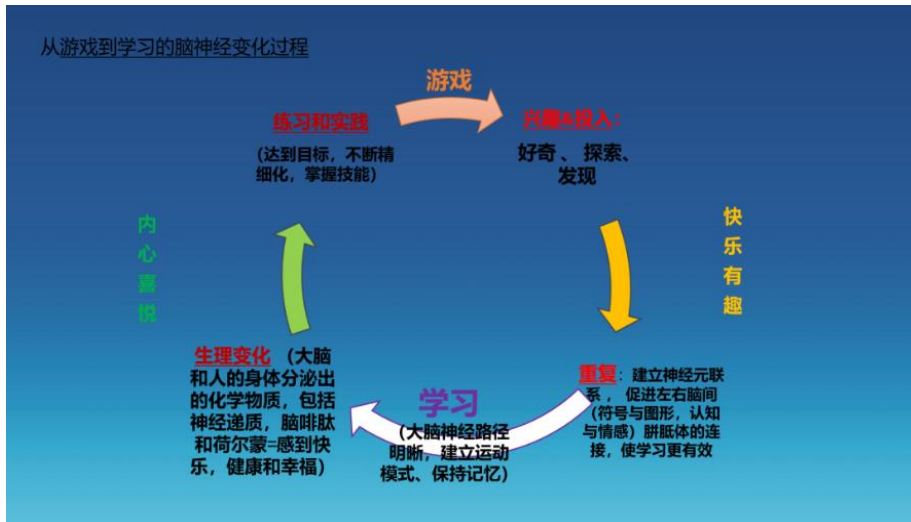 从游戏到学习的脑神经变化过程
游戏
练习和实践
(达到目标，不断精
细化，掌握技能)
兴趣&投入：
好奇 、 探索、
发现
内
心
喜
悦
快
乐
有
趣
生理变化 （大脑
和人的身体分泌出
的化学物质，包括
神经递质，脑啡肽
和荷尔蒙=感到快
乐，健康和幸福）
学习
（大脑神经路径
明晰，建立运动
模式、保持记忆）
重复：建立神经元联
系 ， 促进左右脑间
（符号与图形，认知
与情感）胼胝体的连
接，使学习更有效